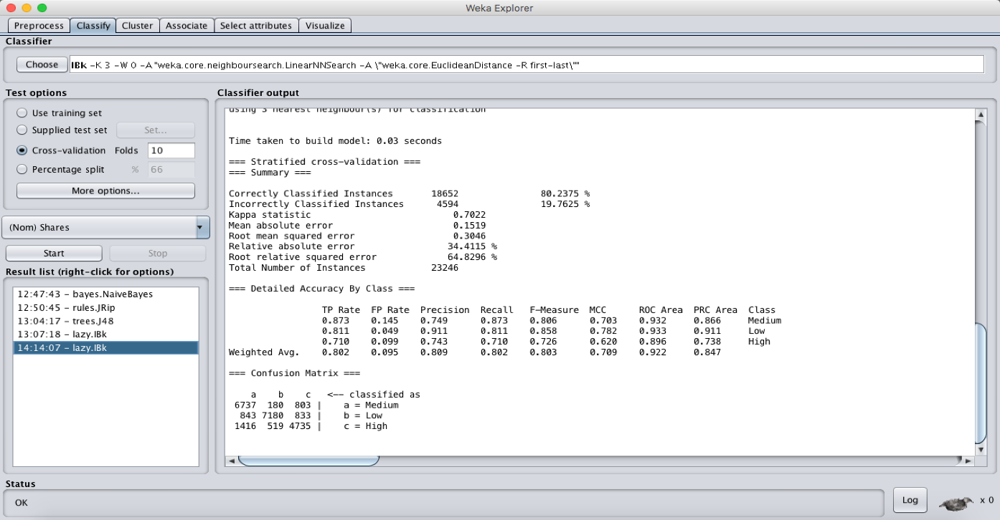 Weka Explorer
Preprocess Classify Cluster Associate Select attributes Visualize
Classifier
Choose IBk -K 3 -W 0 -A "weka.core.neighboursearch.LinearNNSearch -A \"weka.core.EuclideanDistance -R first-last\""
Test options
Use training set
Supplied test set Set...
Cross-validation Folds 10
Percentage split % 66
More options...
(Nom) Shares
Start Stop
Result list (right-click for options)
12:47:43 - bayes.NaiveBayes
12:50:45 - rules.JRip
13:04:17 - trees.J48
13:07:18 - lazy.IBk
14:14:07 - lazy.IBk
Classifier output
using 3 nearest neighbour(s) for classification
Time taken to build model: 0.03 seconds
=== Stratified cross-validation ===
=== Summary ===
Correctly Classified Instances 18652 80.2375 %
Incorrectly Classified Instances 4594 19.7625 %
Kappa statistic 0.7022
Mean absolute error 0.1519
Root mean squared error 0.3046
Relative absolute error 34.4115 %
Root relative squared error 64.8296 %
Total Number of Instances 23246
=== Detailed Accuracy By Class ===
TP Rate FP Rate Precision Recall F-Measure MCC ROC Area PRC Area Class
0.873 0.145 0.749 0.873 0.806 0.703 0.932 0.866 Medium
0.811 0.049 0.911 0.811 0.858 0.782 0.933 0.911 Low
0.710 0.099 0.743 0.710 0.726 0.620 0.896 0.738 High
Weighted Avg. 0.802 0.095 0.809 0.802 0.803 0.709 0.922 0.847
=== Confusion Matrix ===
a b c <-- classified as
6737 180 803 | a = Medium
843 7180 833 | b = Low
1416 519 4735 | c = High
Status
OK
Log x 0